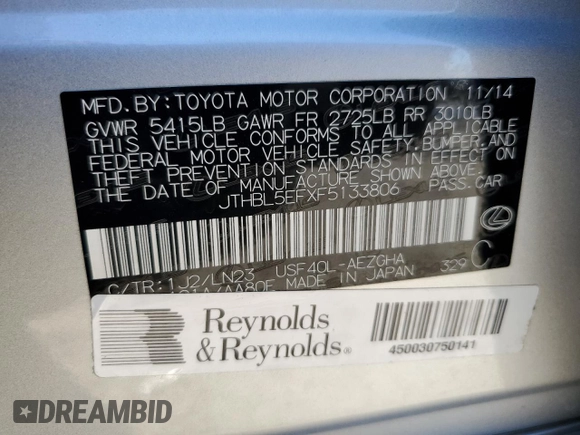 MFD.BY:TOYOTA MOTOR CORPORATION 11/14
GVWR 5415LB GAWR FR 2725LB RR 3010LB
THIS VEHICLE CONFORMS TO ALL APPLICABLE
FEDERAL MOTOR VEHICLE SAFETY,BUMPER,AND
THEFT PREVENTION STANDARDS IN EFFECT ON
THE DATE OF MANUFACTURE SHOWN ABOVE.
JTHBL5EFXF5133806 PASS.CAR
C/TR:1J2/LN23 USF40L-AEZGHA 329 C
MADE IN JAPAN
Reynolds
&Reynolds®
450030750141
DREAMBID